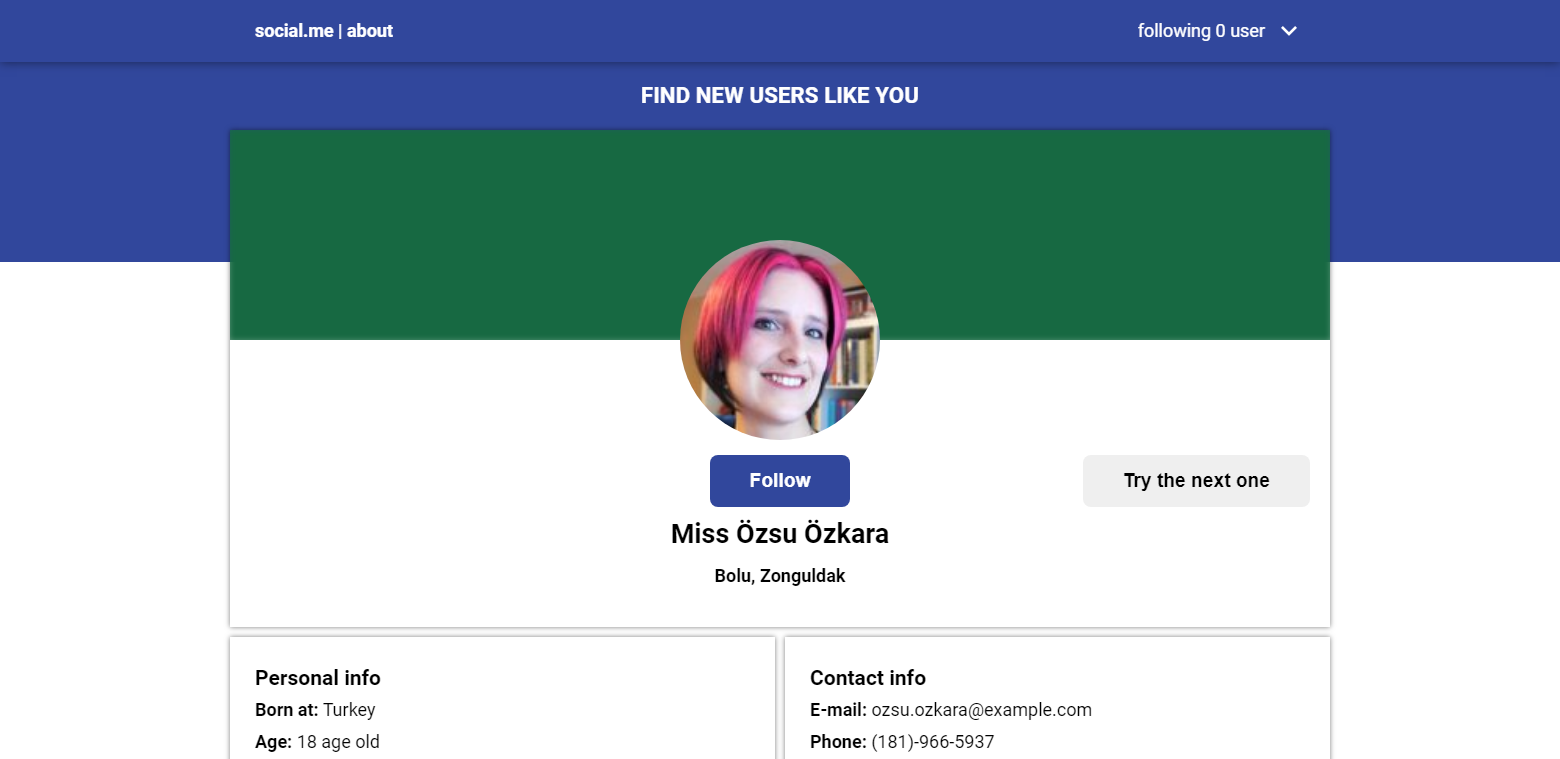 social.me | about
following 0 user
FIND NEW USERS LIKE YOU
Follow
Try the next one
Miss Özsu Özkara
Bolu, Zonguldak
Personal info
Born at: Turkey
Age: 18 age old
Contact info
E-mail: ozsu.ozkara@example.com
Phone: (181)-966-5937